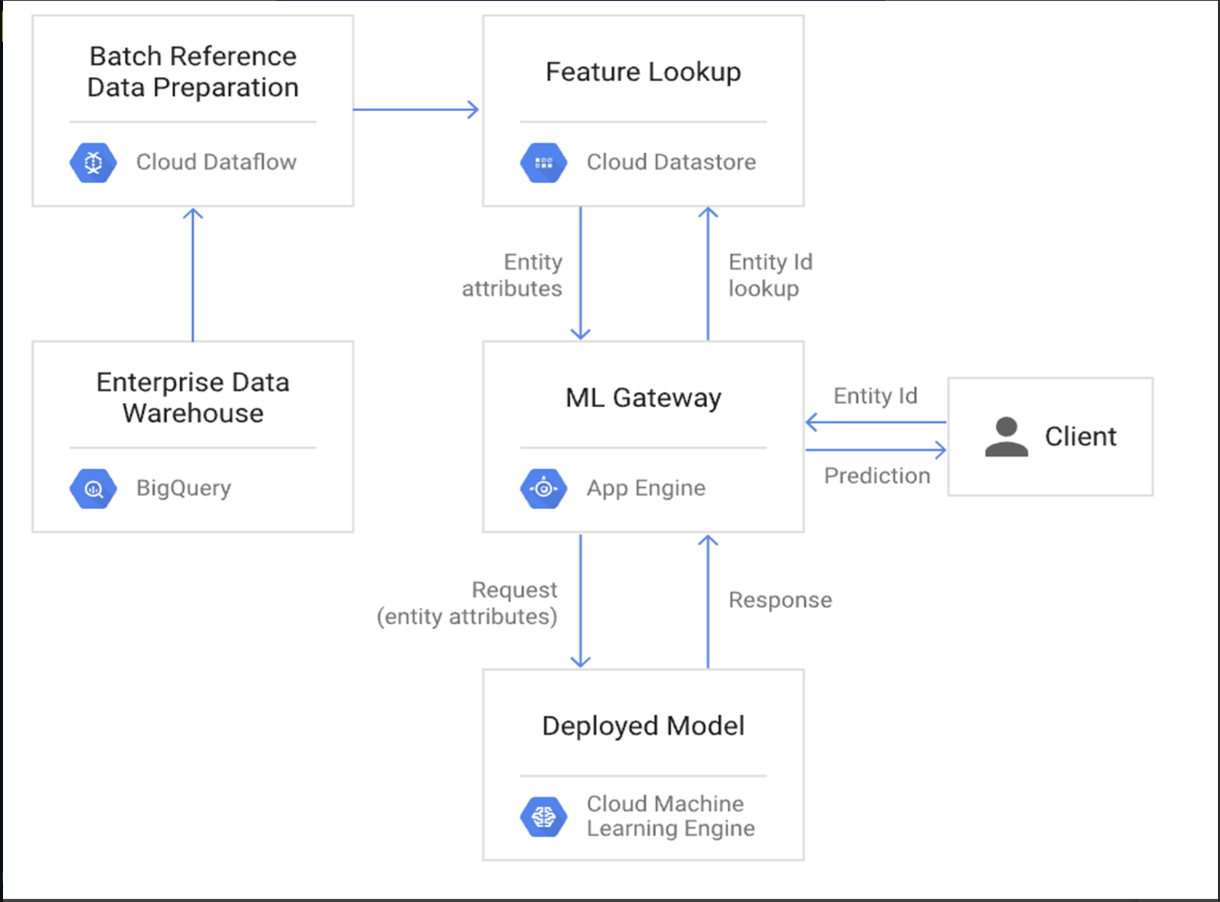 Batch Reference
Data Preparation
Cloud Dataflow
Feature Lookup
Cloud Datastore
Entity
attributes
Entity Id
lookup
Enterprise Data
Warehouse
BigQuery
ML Gateway
App Engine
Entity Id
Prediction
Client
Request
(entity attributes)
Response
Deployed Model
Cloud Machine
Learning Engine